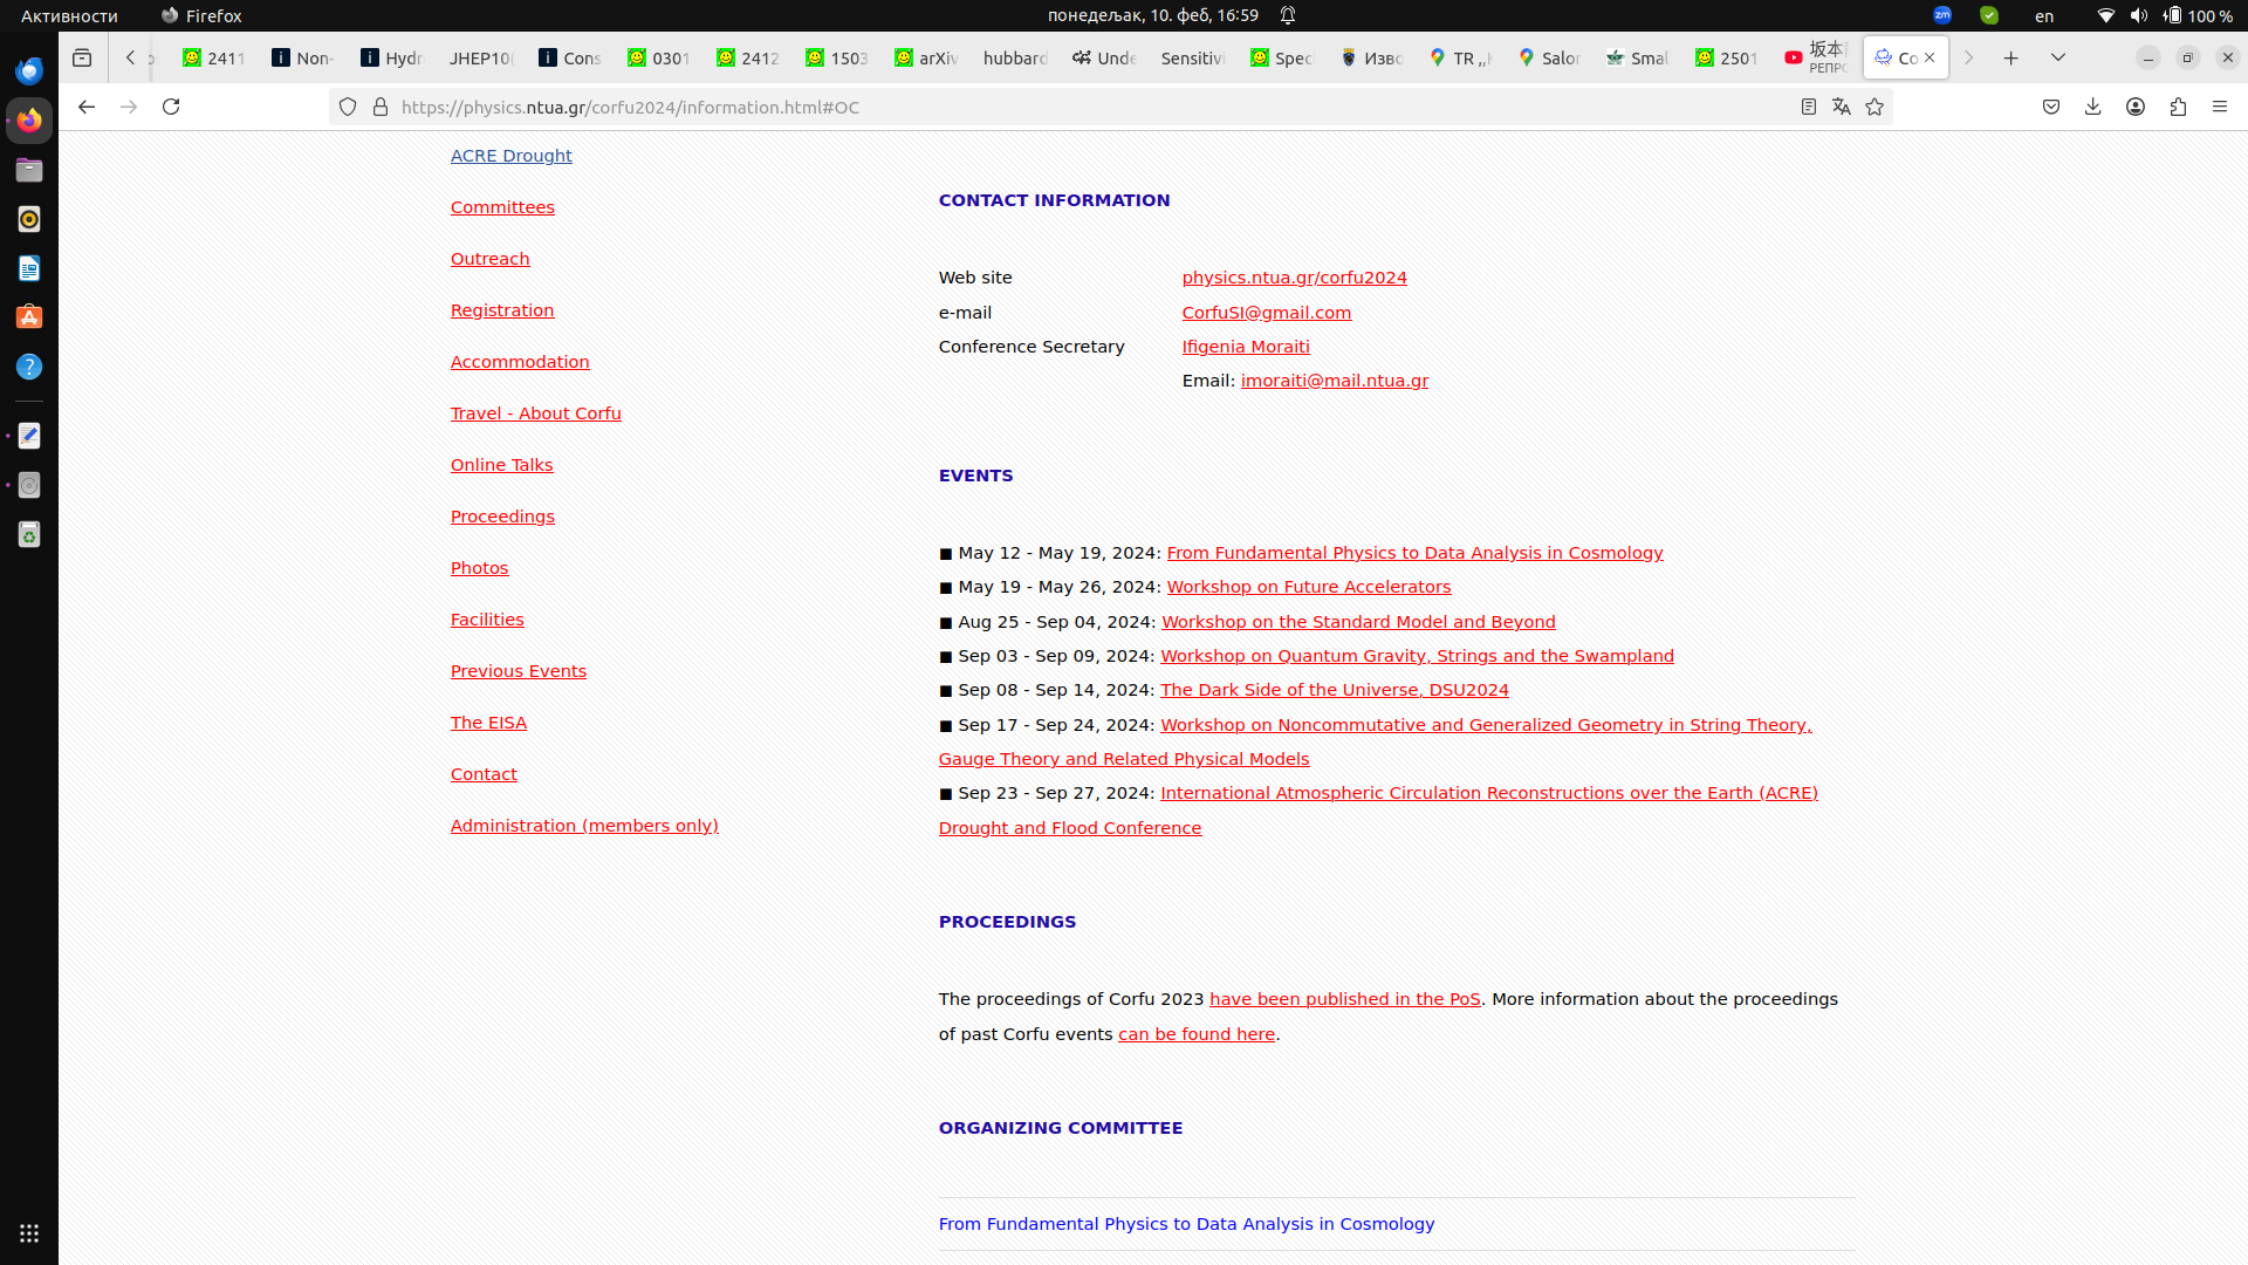 Активности Firefox понедељак, 10. феб, 16:59 zm en 100 %
2411 Non- Hydr JHEP10( Cons 0301 2412 1503 arXiv hubbard Unde Sensitivi Spec Изво TR „ Salor Smal 2501 坂本 Co
РЕПРО
https://physics.ntua.gr/corfu2024/information.html#OC
ACRE Drought
Committees
Outreach
Registration
Accommodation
Travel - About Corfu
Online Talks
Proceedings
Photos
Facilities
Previous Events
The EISA
Contact
Administration (members only)
CONTACT INFORMATION
Web site physics.ntua.gr/corfu2024
e-mail CorfuSI@gmail.com
Conference Secretary Ifigenia Moraiti
Email: imoraiti@mail.ntua.gr
EVENTS
■ May 12 - May 19, 2024: From Fundamental Physics to Data Analysis in Cosmology
■ May 19 - May 26, 2024: Workshop on Future Accelerators
■ Aug 25 - Sep 04, 2024: Workshop on the Standard Model and Beyond
■ Sep 03 - Sep 09, 2024: Workshop on Quantum Gravity, Strings and the Swampland
■ Sep 08 - Sep 14, 2024: The Dark Side of the Universe, DSU2024
■ Sep 17 - Sep 24, 2024: Workshop on Noncommutative and Generalized Geometry in String Theory,
Gauge Theory and Related Physical Models
■ Sep 23 - Sep 27, 2024: International Atmospheric Circulation Reconstructions over the Earth (ACRE)
Drought and Flood Conference
PROCEEDINGS
The proceedings of Corfu 2023 have been published in the PoS. More information about the proceedings
of past Corfu events can be found here.
ORGANIZING COMMITTEE
From Fundamental Physics to Data Analysis in Cosmology